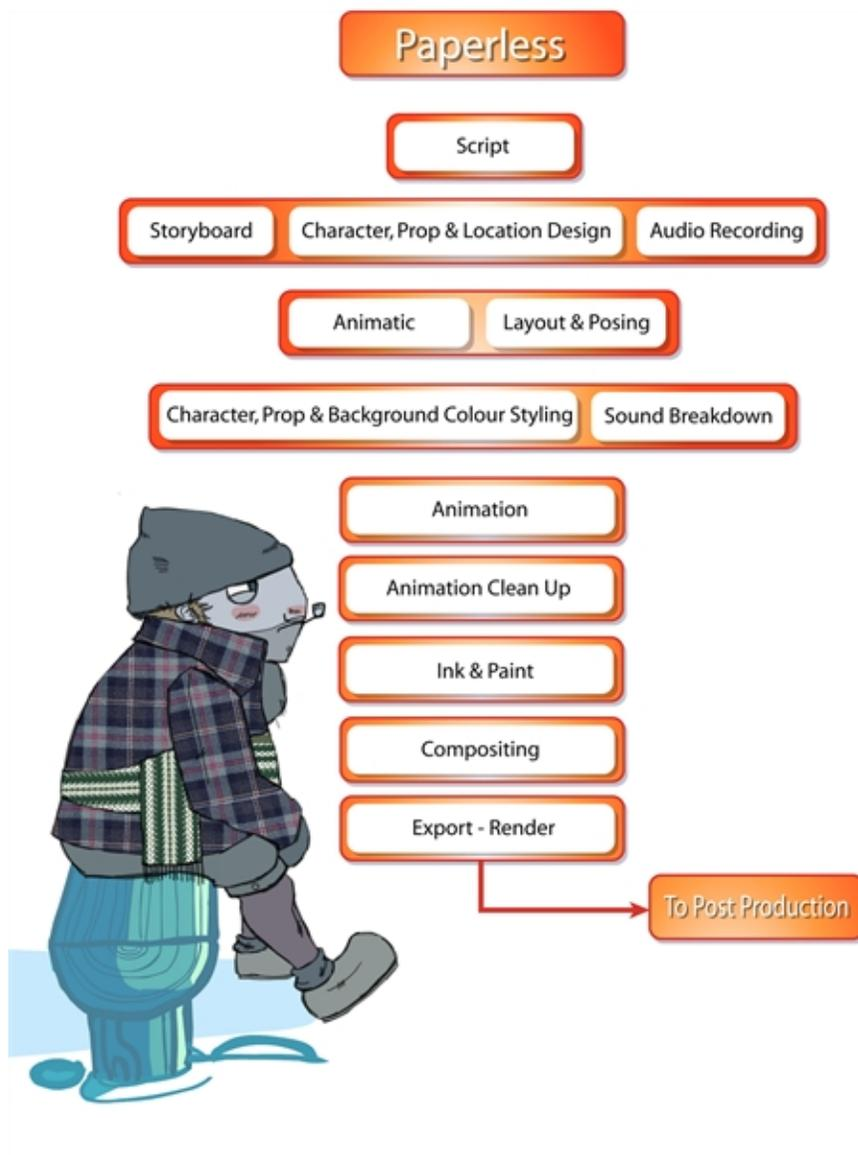 Paperless
Script
Storyboard
Character, Prop & Location Design
Audio Recording
Animatic
Layout & Posing
Character, Prop & Background Colour Styling
Sound Breakdown
Animation
Animation Clean Up
Ink & Paint
Compositing
Export - Render
To Post Production